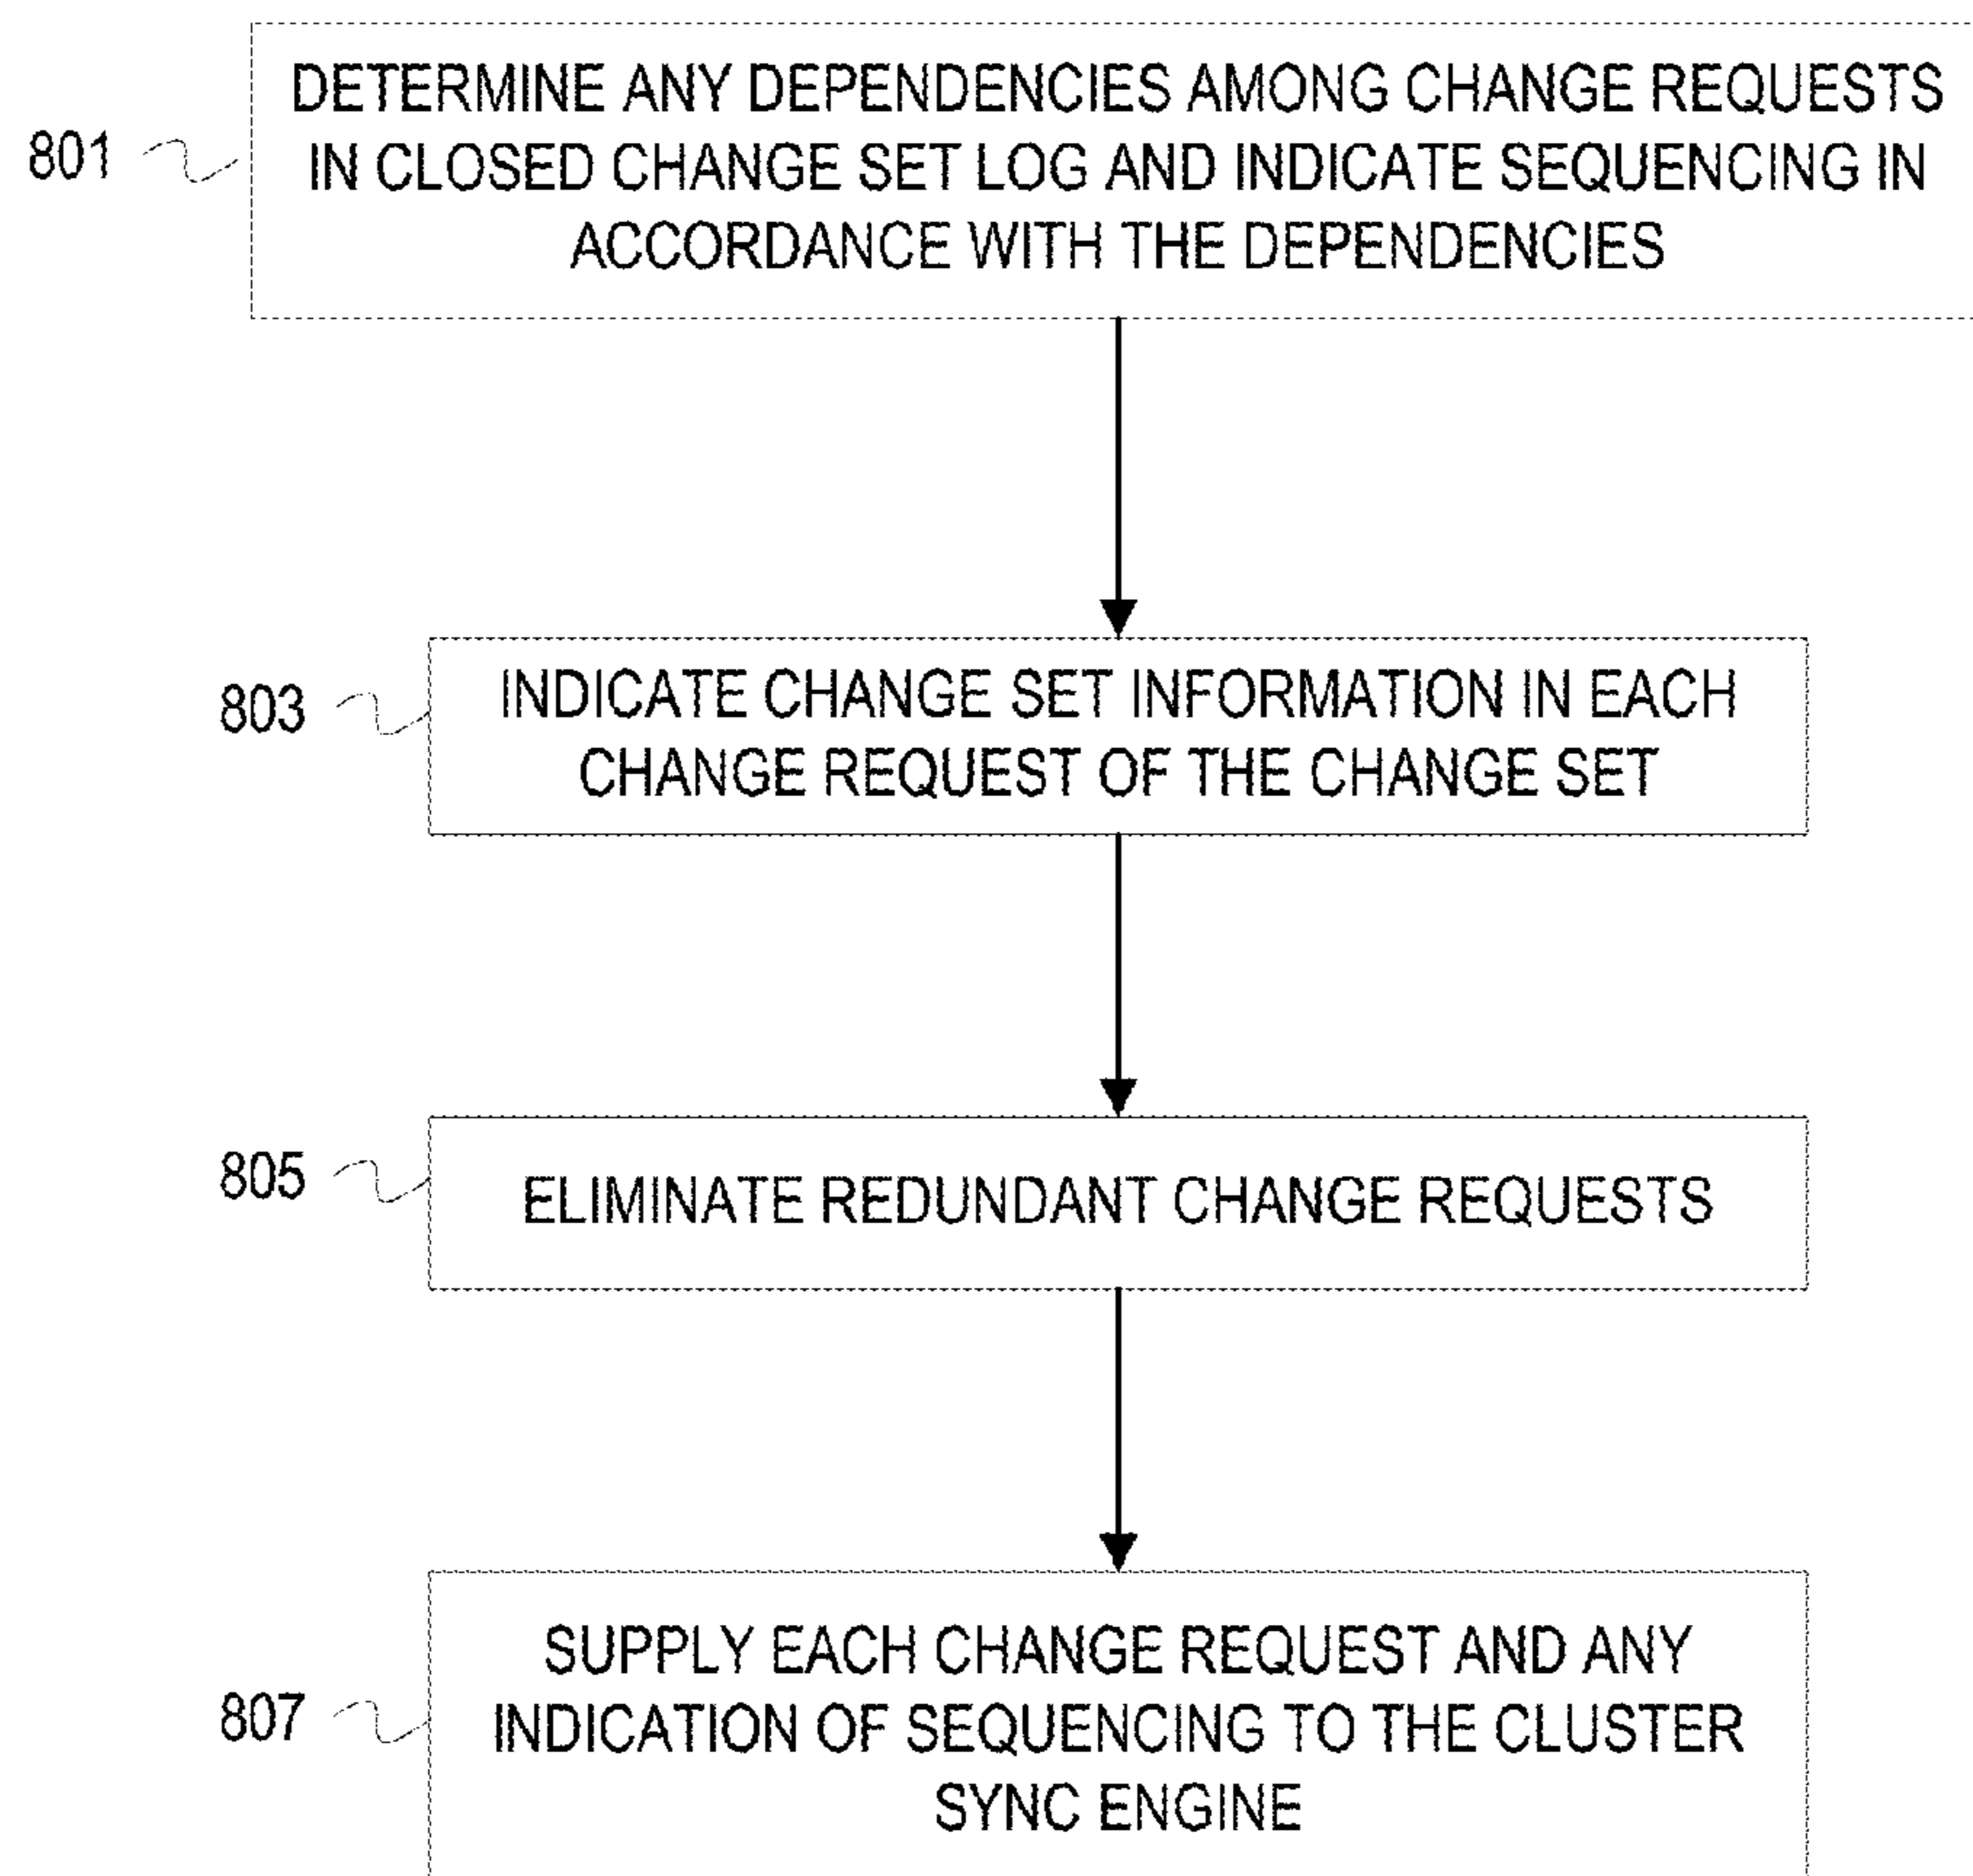 801
DETERMINE ANY DEPENDENCIES AMONG CHANGE REQUESTS
IN CLOSED CHANGE SET LOG AND INDICATE SEQUENCING IN
ACCORDANCE WITH THE DEPENDENCIES
803
INDICATE CHANGE SET INFORMATION IN EACH
CHANGE REQUEST OF THE CHANGE SET
805
ELIMINATE REDUNDANT CHANGE REQUESTS
807
SUPPLY EACH CHANGE REQUEST AND ANY
INDICATION OF SEQUENCING TO THE CLUSTER
SYNC ENGINE